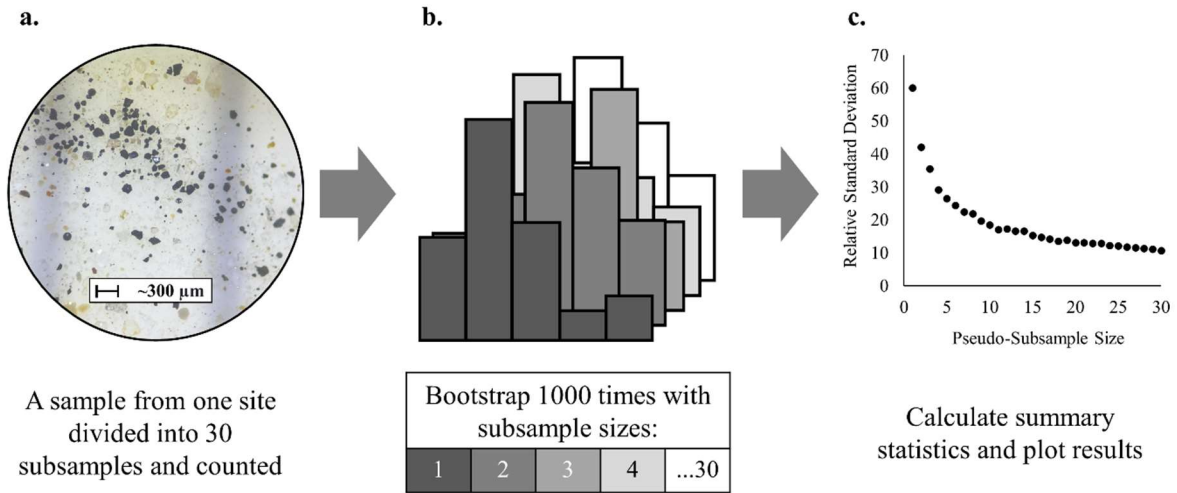 a.
~300 µm
A sample from one site
divided into 30
subsamples and counted
b.
Bootstrap 1000 times with
subsample sizes:
1 2 3 4 ...30
c.
Relative Standard Deviation
70
60
50
40
30
20
10
0
0 5 10 15 20 25 30
Pseudo-Subsample Size
Calculate summary
statistics and plot results